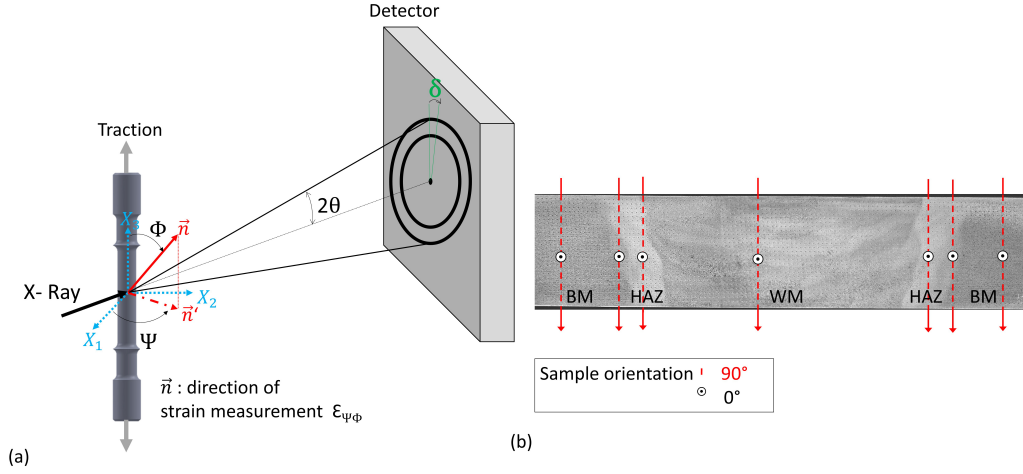 Detector
δ
Traction
X₃
Φ
n⃗
2θ
X- Ray
X₂
n⃗'
X₁
Ψ
n⃗ : direction of
strain measurement ℇΨΦ
(a)
BM HAZ WM HAZ BM
Sample orientation 90°
0°
(b)